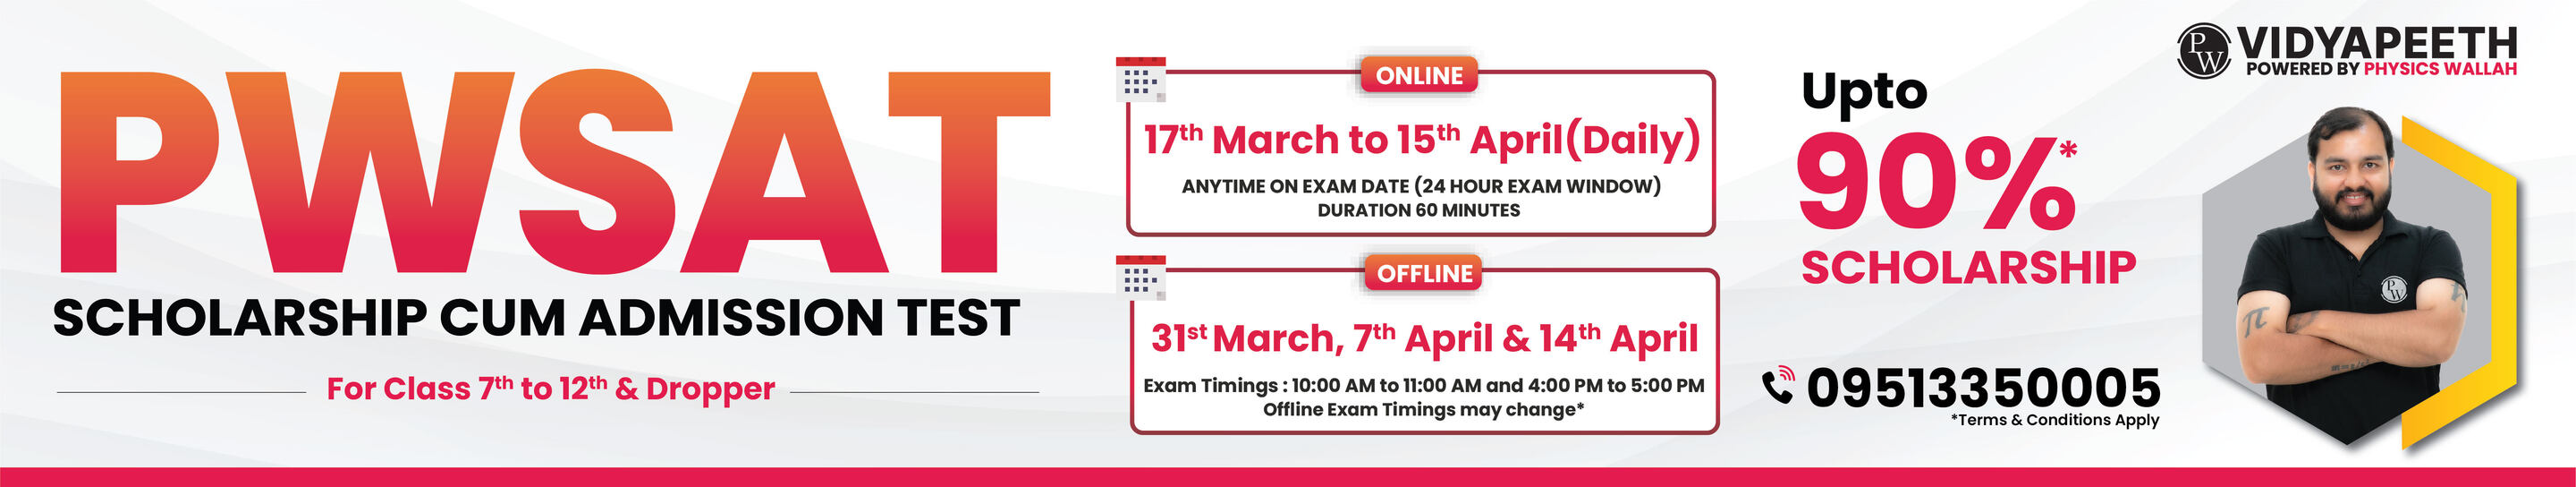 PWSAT
SCHOLARSHIP CUM ADMISSION TEST
For Class 7th to 12th & Dropper
ONLINE
17th March to 15th April(Daily)
ANYTIME ON EXAM DATE (24 HOUR EXAM WINDOW)
DURATION 60 MINUTES
OFFLINE
31st March, 7th April & 14th April
Exam Timings : 10:00 AM to 11:00 AM and 4:00 PM to 5:00 PM
Offline Exam Timings may change*
Upto
90%*
SCHOLARSHIP
09513350005
*Terms & Conditions Apply
PW
VIDYAPEETH
POWERED BY PHYSICS WALLAH
PW
π